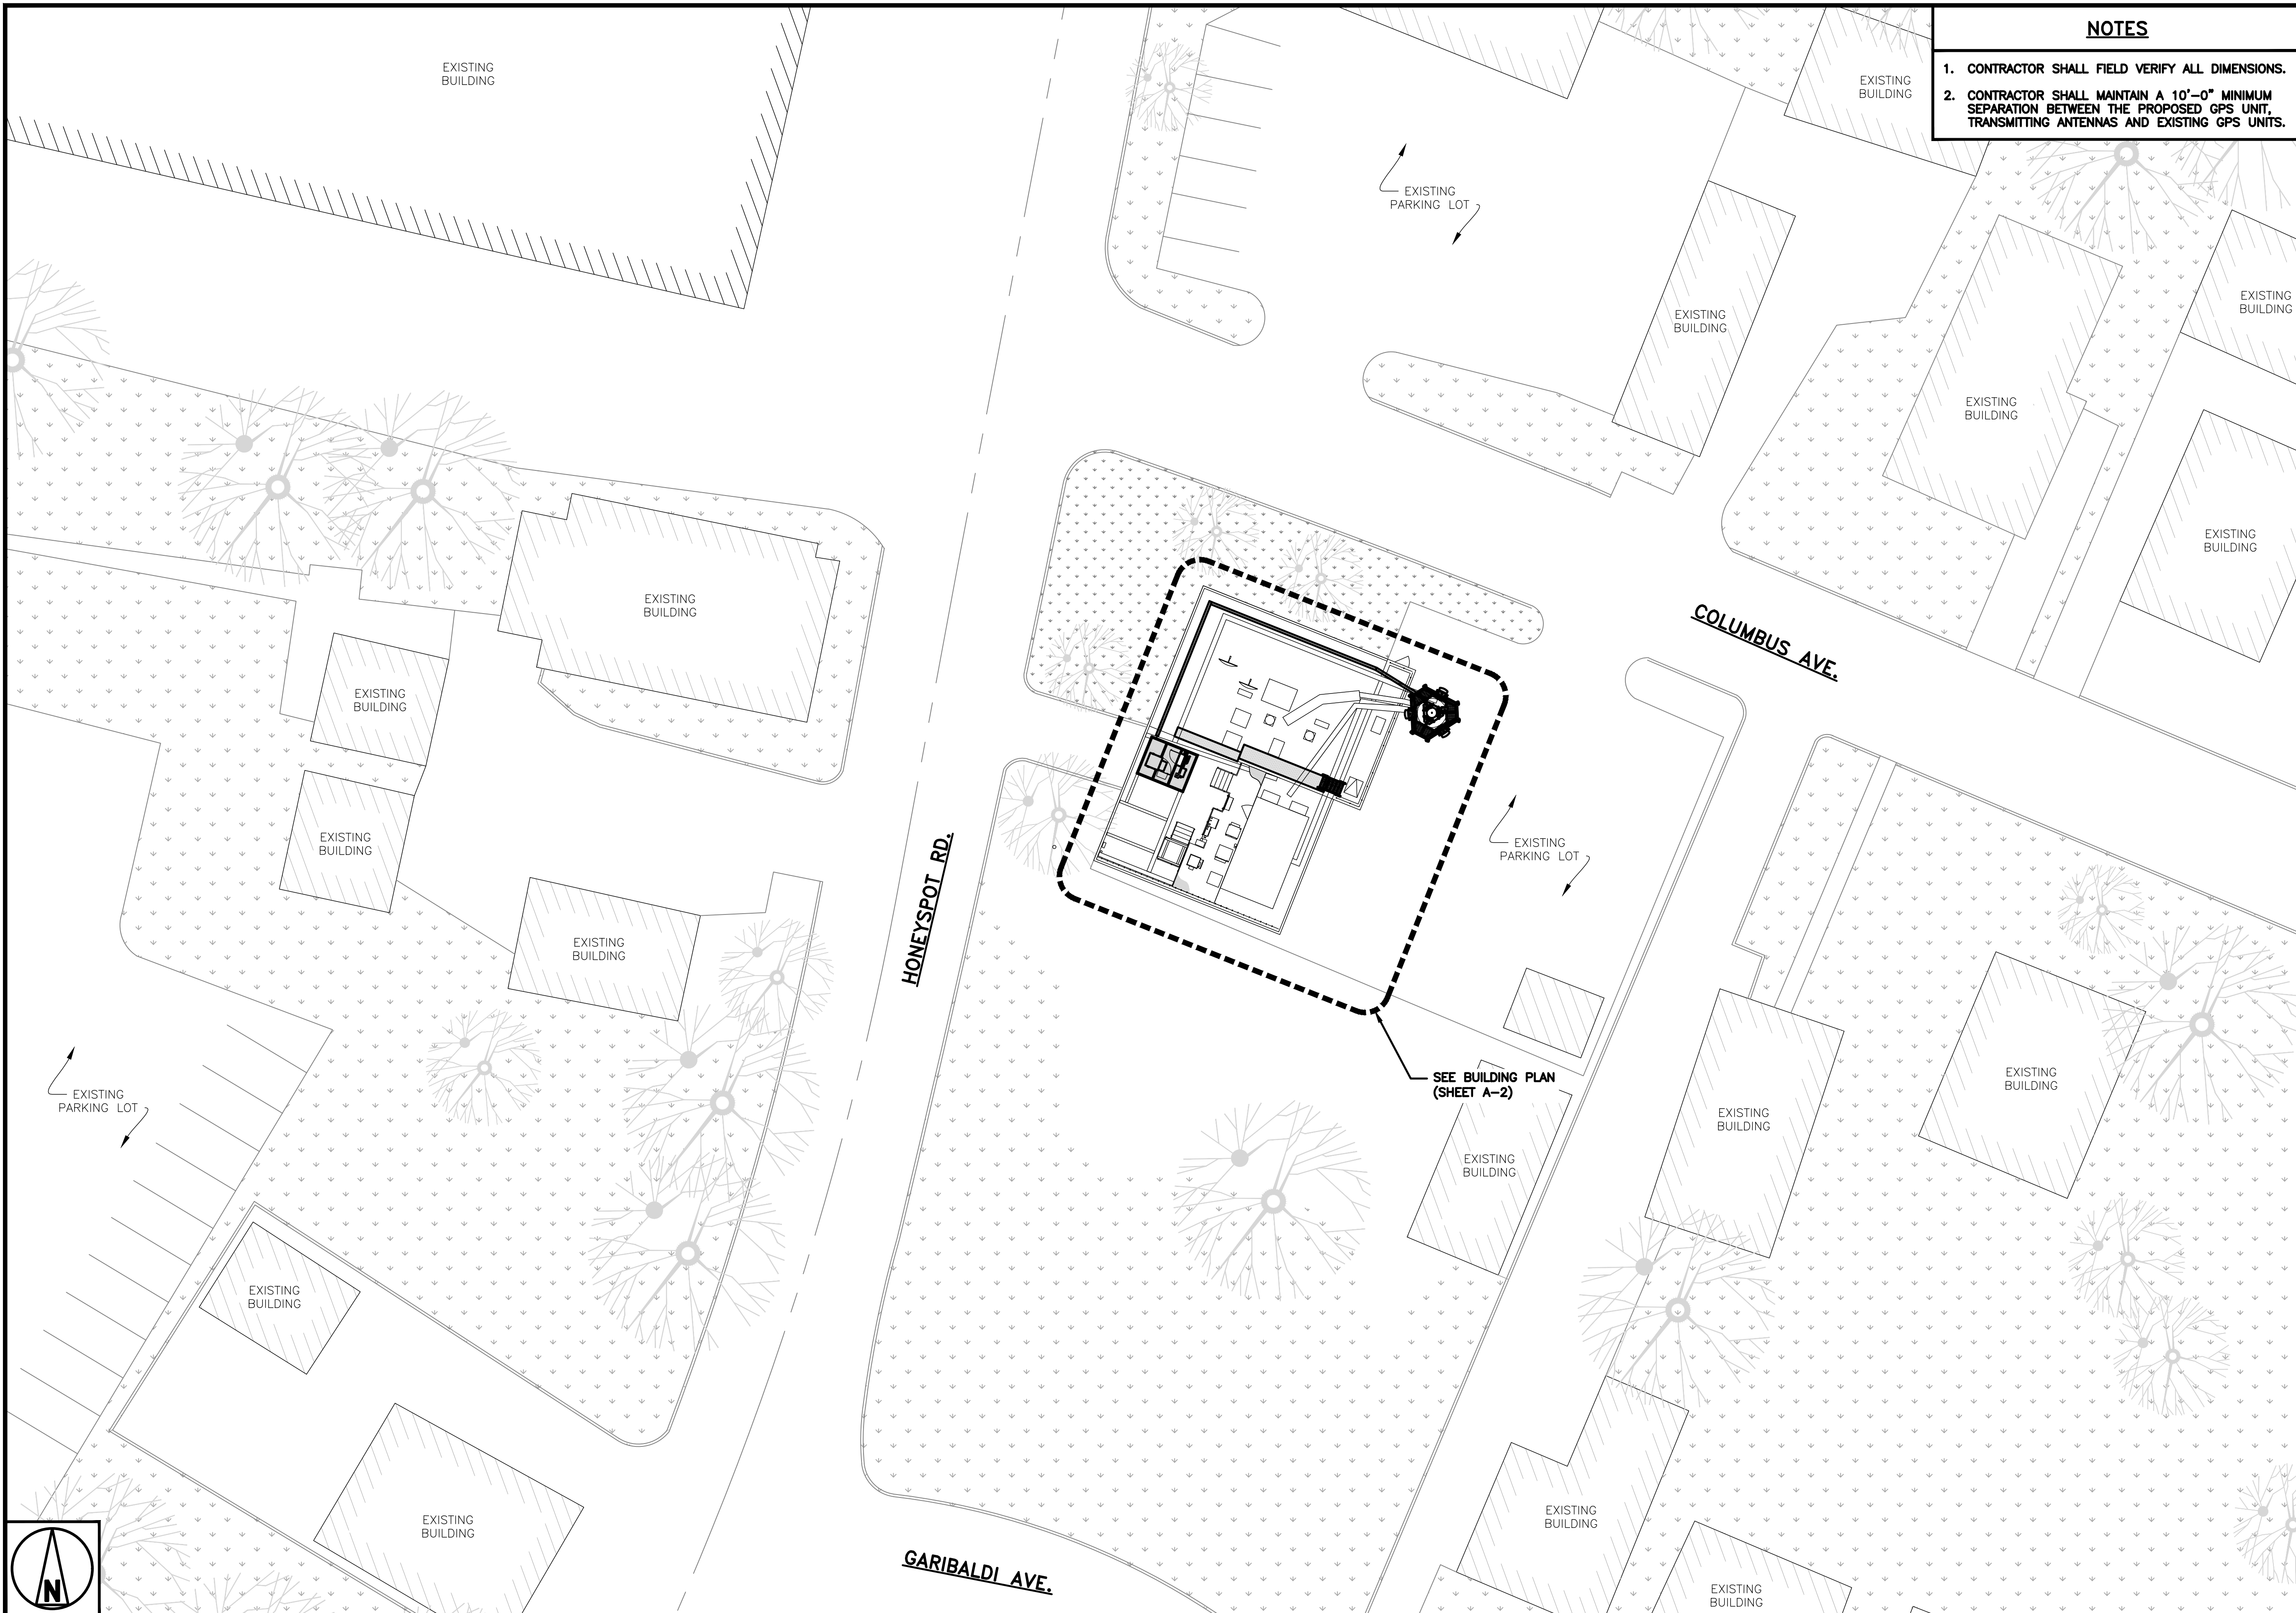 NOTES
1. CONTRACTOR SHALL FIELD VERIFY ALL DIMENSIONS.
2. CONTRACTOR SHALL MAINTAIN A 10'-0" MINIMUM
SEPARATION BETWEEN THE PROPOSED GPS UNIT,
TRANSMITTING ANTENNAS AND EXISTING GPS UNITS.
EXISTING
BUILDING
EXISTING
BUILDING
EXISTING
PARKING LOT
EXISTING
BUILDING
EXISTING
BUILDING
EXISTING
BUILDING
EXISTING
BUILDING
EXISTING
BUILDING
COLUMBUS AVE.
EXISTING
BUILDING
EXISTING
BUILDING
HONEYSPOT RD.
EXISTING
PARKING LOT
EXISTING
BUILDING
SEE BUILDING PLAN
(SHEET A-2)
EXISTING
PARKING LOT
EXISTING
BUILDING
EXISTING
BUILDING
EXISTING
BUILDING
EXISTING
BUILDING
EXISTING
BUILDING
EXISTING
BUILDING
GARIBALDI AVE.
EXISTING
BUILDING
N